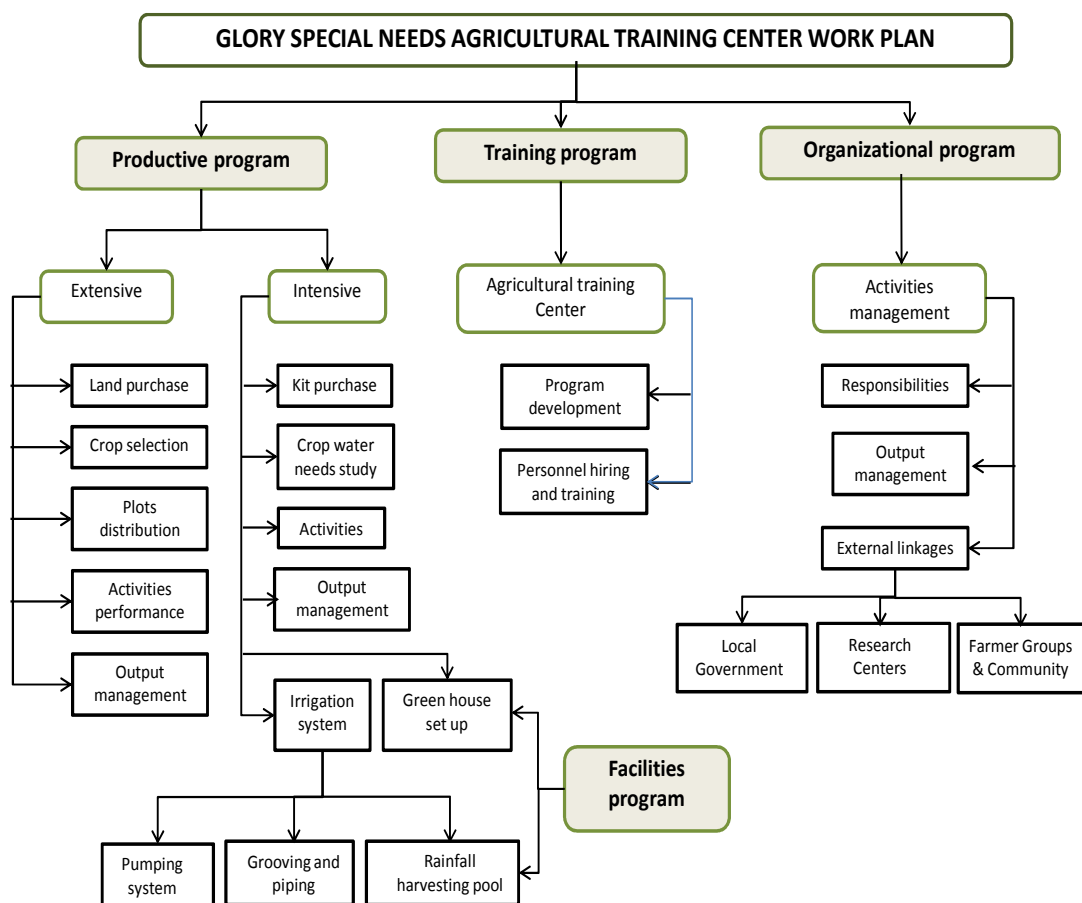 GLORY SPECIAL NEEDS AGRICULTURAL TRAINING CENTER WORK PLAN
Productive program
Training program
Organizational program
Extensive
Intensive
Agricultural training
Center
Activities
management
Land purchase
Crop selection
Plots
distribution
Activities
performance
Output
management
Kit purchase
Crop water
needs study
Activities
Output
management
Irrigation
system
Green house
set up
Program
development
Personnel hiring
and training
Responsibilities
Output
management
External linkages
Local
Government
Research
Centers
Farmer Groups
& Community
Facilities
program
Pumping
system
Grooving and
piping
Rainfall
harvesting pool